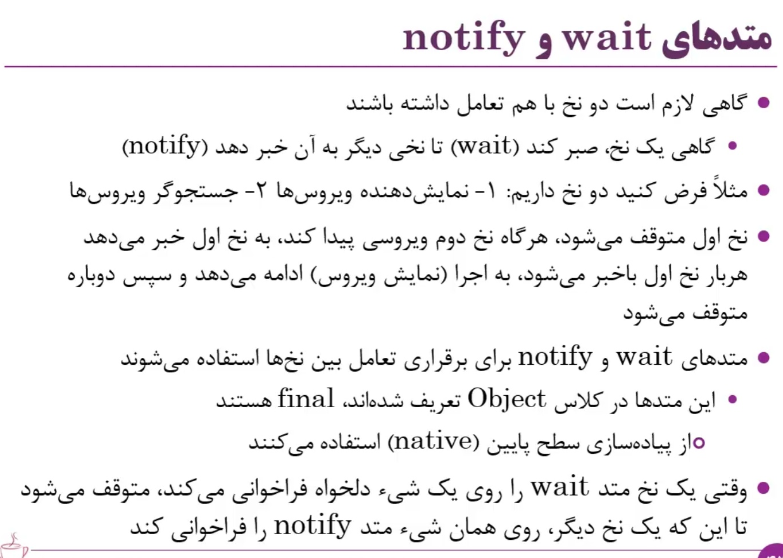 متدهای wait و notify
گاهی لازم است دو نخ با هم تعامل داشته باشند
گاهی یک نخ، صبر کند (wait) تا نخی دیگر به آن خبر دهد (notify)
مثلاً فرض کنید دو نخ داریم: ۱- نمایش‌دهنده ویروس‌ها ۲- جستجوگر ویروس‌ها
نخ اول متوقف می‌شود، هرگاه نخ دوم ویروسی پیدا کند، به نخ اول خبر می‌دهد
هربار نخ اول باخبر می‌شود، به اجرا (نمایش ویروس) ادامه می‌دهد و سپس دوباره
متوقف می‌شود
متدهای wait و notify برای برقراری تعامل بین نخ‌ها استفاده می‌شوند
این متدها در کلاس Object تعریف شده‌اند، final هستند
از پیاده‌سازی سطح پایین (native) استفاده می‌کنند
وقتی یک نخ متد wait را روی یک شیء دلخواه فراخوانی می‌کند، متوقف می‌شود
تا این که یک نخ دیگر، روی همان شیء متد notify را فراخوانی کند